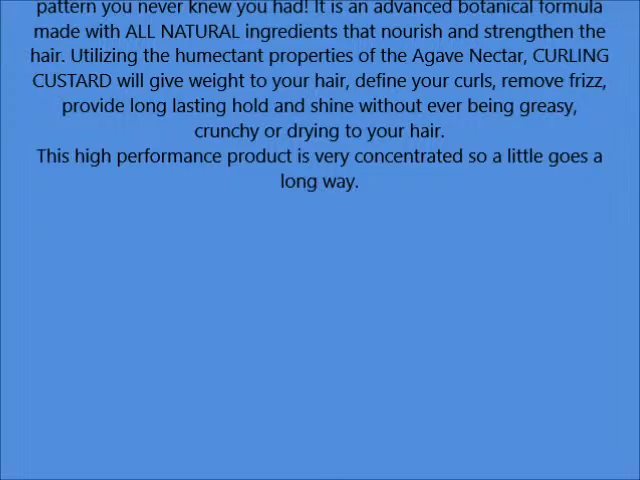 pattern you never knew you had! It is an advanced botanical formula
made with ALL NATURAL ingredients that nourish and strengthen the
hair. Utilizing the humectant properties of the Agave Nectar, CURLING
CUSTARD will give weight to your hair, define your curls, remove frizz,
provide long lasting hold and shine without ever being greasy,
crunchy or drying to your hair.
This high performance product is very concentrated so a little goes a
long way.